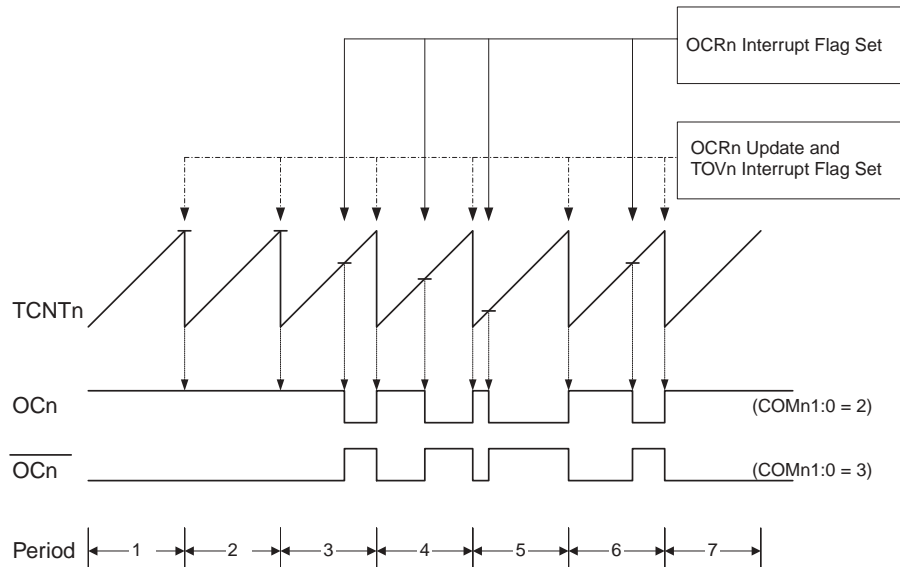 OCRn Interrupt Flag Set
OCRn Update and
TOVn Interrupt Flag Set
TCNTn
OCn
(COMn1:0 = 2)
OCn
(COMn1:0 = 3)
Period
1
2
3
4
5
6
7